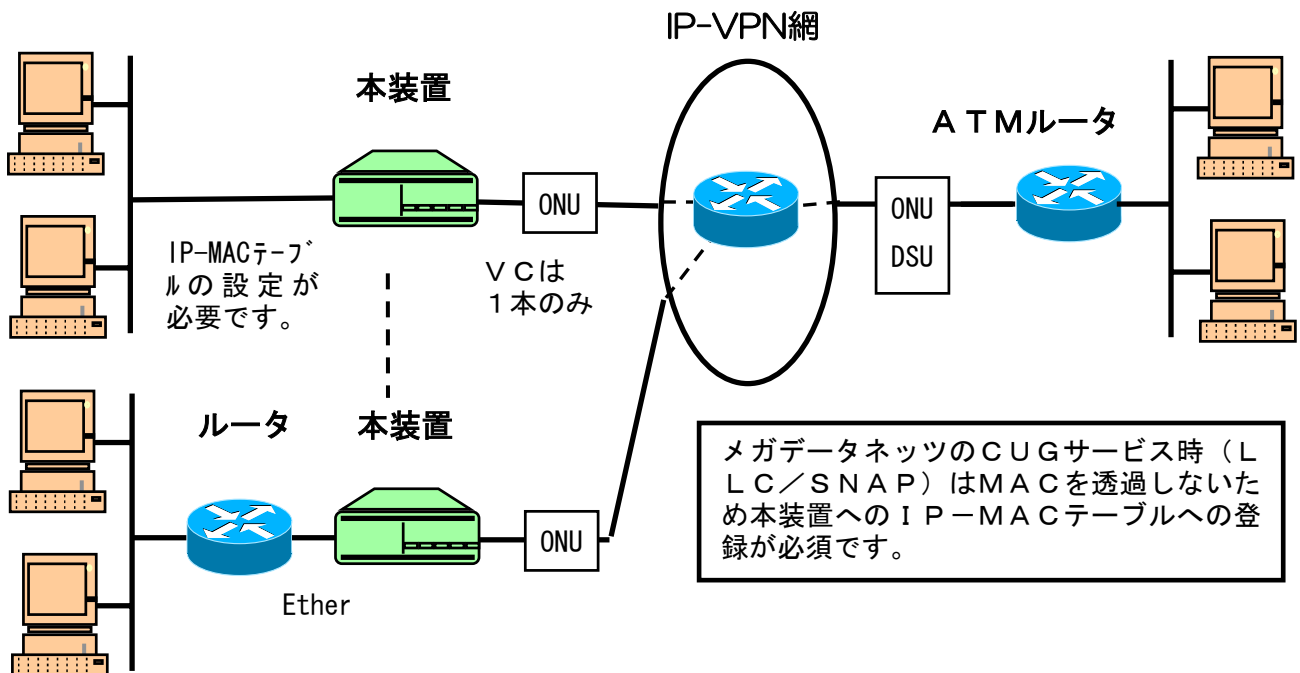 IP-VPN網
本装置
ATMルータ
ONU
ONU
DSU
IP-MACテーブ
ルの設定が
必要です。
VCは
1本のみ
ルータ
本装置
ONU
Ether
メガデータネッツのCUGサービス時(L
LC/SNAP)はMACを透過しないた
め本装置へのIP-MACテーブルへの登
録が必須です。